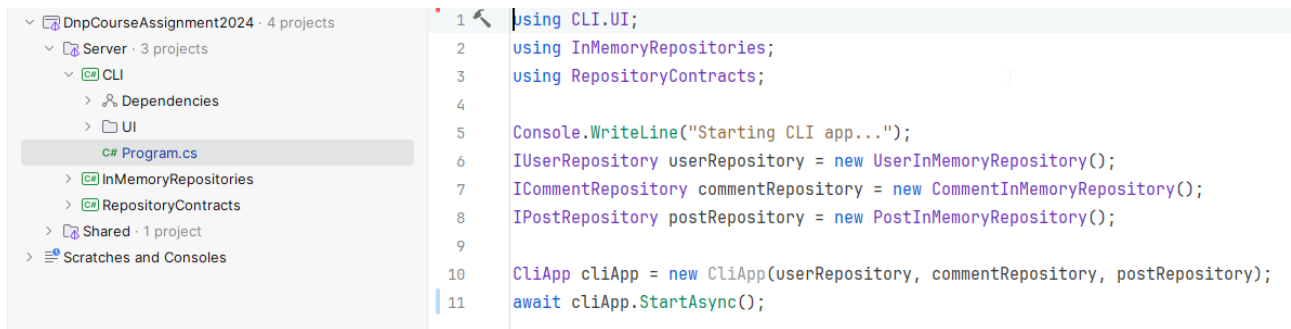 DnpCourseAssignment2024 · 4 projects
Server · 3 projects
C# CLI
Dependencies
UI
C# Program.cs
C# InMemoryRepositories
C# RepositoryContracts
Shared · 1 project
Scratches and Consoles
1 using CLI.UI;
2 using InMemoryRepositories;
3 using RepositoryContracts;
4
5 Console.WriteLine("Starting CLI app...");
6 IUserRepository userRepository = new UserInMemoryRepository();
7 ICommentRepository commentRepository = new CommentInMemoryRepository();
8 IPostRepository postRepository = new PostInMemoryRepository();
9
10 CliApp cliApp = new CliApp(userRepository, commentRepository, postRepository);
11 await cliApp.StartAsync();